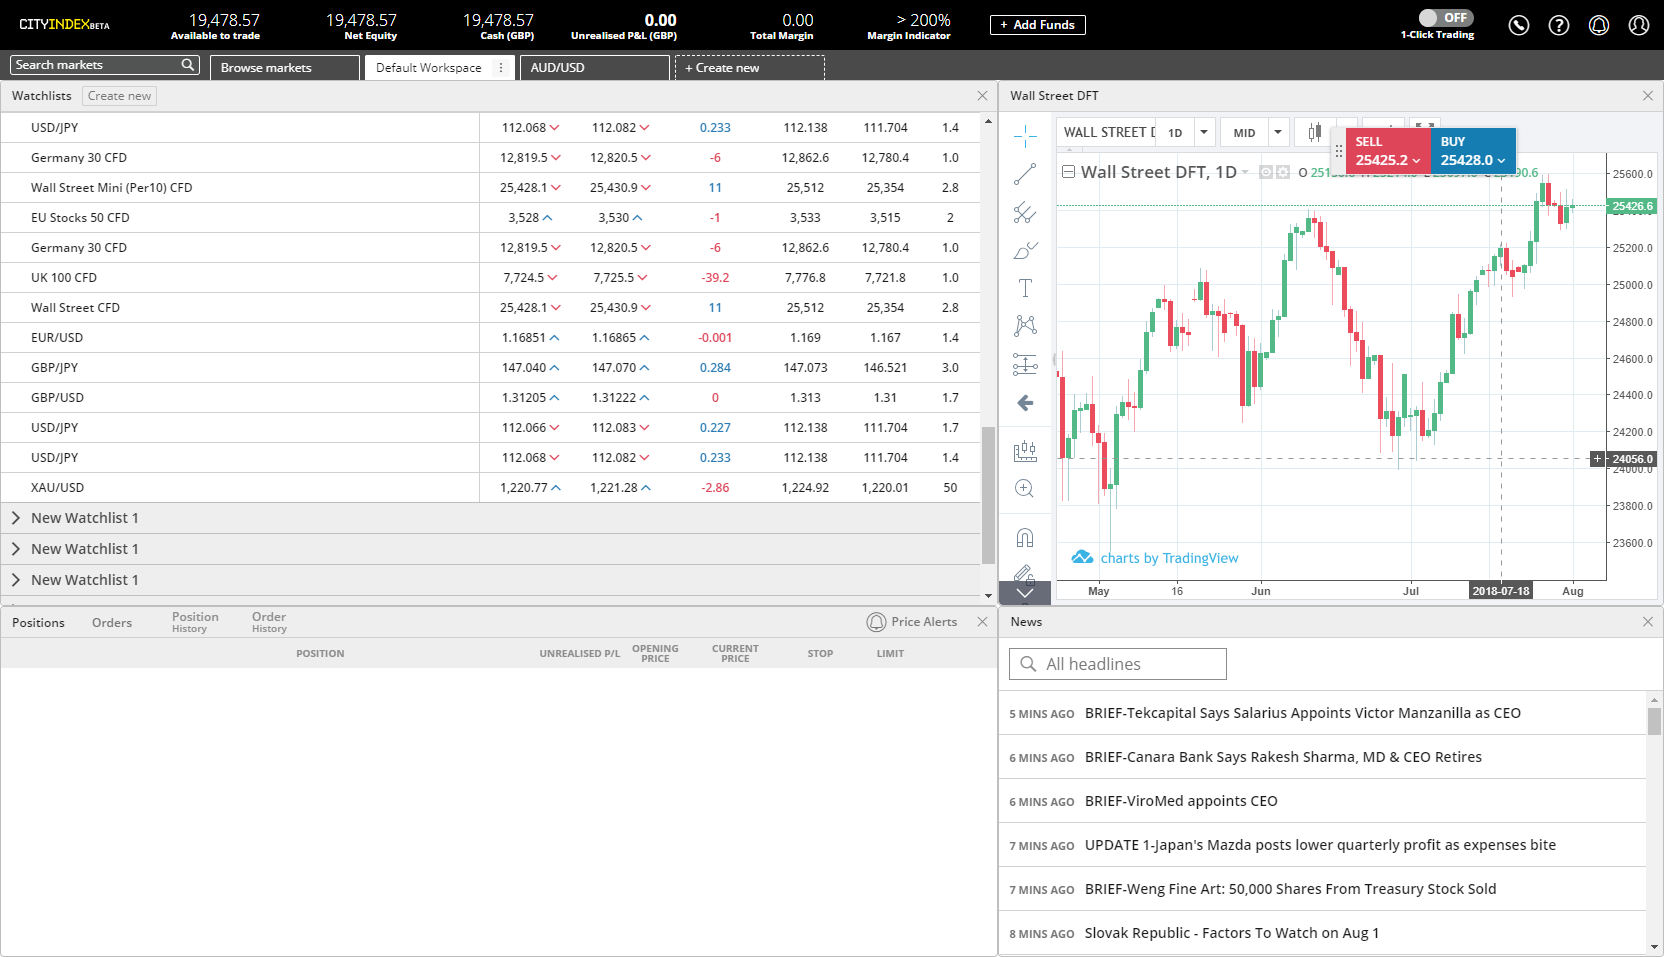 CITYINDEX BETA
19,478.57
Available to trade
19,478.57
Net Equity
19,478.57
Cash (GBP)
0.00
Unrealised P&L (GBP)
0.00
Total Margin
> 200%
Margin Indicator
+ Add Funds
OFF
1-Click Trading
Search markets
Browse markets
Default Workspace
AUD/USD
+ Create new
Watchlists Create new
USD/JPY 112.068 112.082 0.233 112.138 111.704 1.4
Germany 30 CFD 12,819.5 12,820.5 -6 12,862.6 12,780.4 1.0
Wall Street Mini (Per10) CFD 25,428.1 25,430.9 11 25,512 25,354 2.8
EU Stocks 50 CFD 3,528 3,530 -1 3,533 3,515 2
Germany 30 CFD 12,819.5 12,820.5 -6 12,862.6 12,780.4 1.0
UK 100 CFD 7,724.5 7,725.5 -39.2 7,776.8 7,721.8 1.0
Wall Street CFD 25,428.1 25,430.9 11 25,512 25,354 2.8
EUR/USD 1.16851 1.16865 -0.001 1.169 1.167 1.4
GBP/JPY 147.040 147.070 0.284 147.073 146.521 3.0
GBP/USD 1.31205 1.31222 0 1.313 1.31 1.7
USD/JPY 112.066 112.083 0.227 112.138 111.704 1.7
USD/JPY 112.068 112.082 0.233 112.138 111.704 1.4
XAU/USD 1,220.77 1,221.28 -2.86 1,224.92 1,220.01 50
New Watchlist 1
New Watchlist 1
New Watchlist 1
Wall Street DFT
WALL STREET 1D MID
SELL
25425.2
BUY
25428.0
Wall Street DFT, 1D
O
25600.0
25426.6
25200.0
25000.0
24800.0
24600.0
24400.0
24200.0
24056.0
24000.0
23800.0
23600.0
charts by TradingView
May 16 Jun Jul 2018-07-18 Aug
Positions
Orders
Position
History
Order
History
Price Alerts
POSITION
UNREALISED P/L
OPENING
PRICE
CURRENT
PRICE
STOP
LIMIT
News
All headlines
5 MINS AGO BRIEF-Tekcapital Says Salarius Appoints Victor Manzanilla as CEO
6 MINS AGO BRIEF-Canara Bank Says Rakesh Sharma, MD & CEO Retires
6 MINS AGO BRIEF-ViroMed appoints CEO
7 MINS AGO UPDATE 1-Japan's Mazda posts lower quarterly profit as expenses bite
7 MINS AGO BRIEF-Weng Fine Art: 50,000 Shares From Treasury Stock Sold
8 MINS AGO Slovak Republic - Factors To Watch on Aug 1